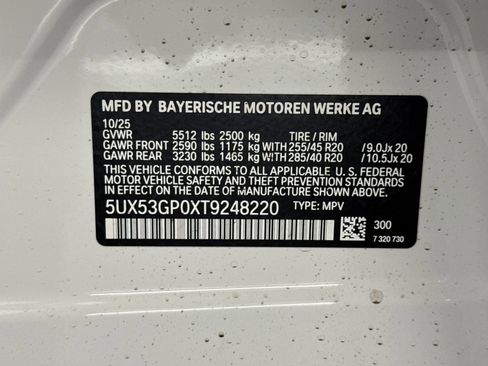 MFD BY BAYERISCHE MOTOREN WERKE AG
10/25
GVWR 5512 lbs 2500 kg TIRE / RIM
GAWR FRONT 2590 lbs 1175 kg WITH 255/45 R20 /9.0Jx 20
GAWR REAR 3230 lbs 1465 kg WITH 285/40 R20 /10.5Jx 20
THIS VEHICLE CONFORMS TO ALL APPLICABLE U. S. FEDERAL
MOTOR VEHICLE SAFETY, BUMPER, AND THEFT PREVENTION
STANDARDS IN EFFECT ON THE DATE OF MANUFACTURE SHOWN ABOVE.
5UX53GP0XT9248220 TYPE: MPV
300
7 320 730